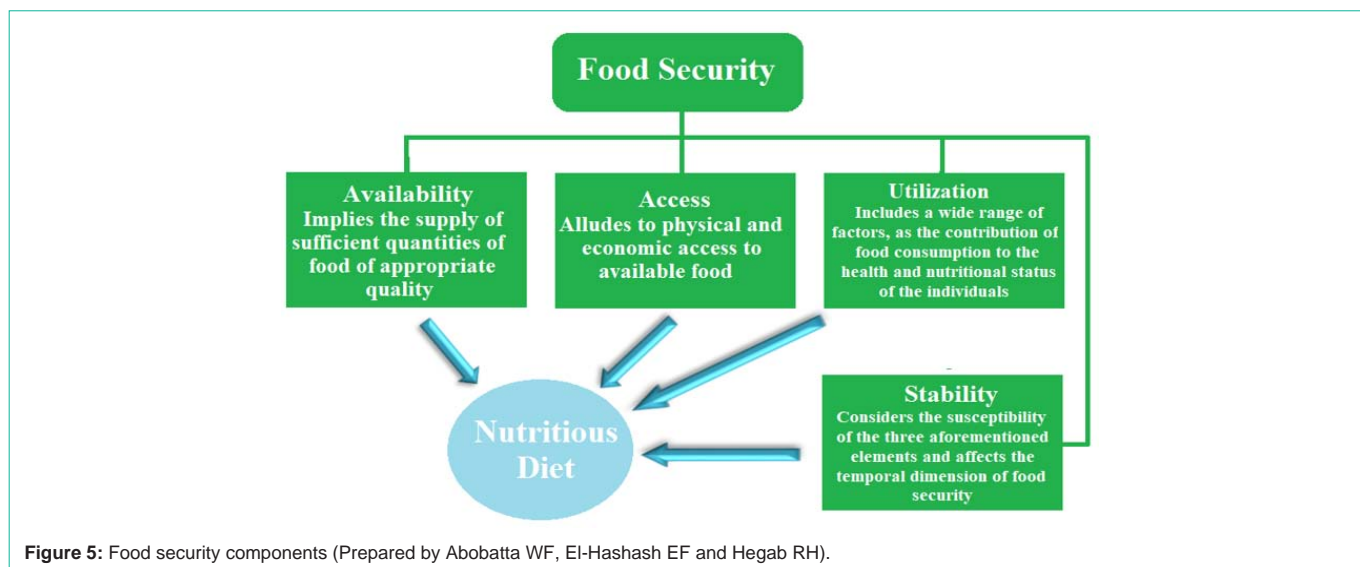 Food Security
Availability
Implies the supply of
sufficient quantities of
food of appropriate
quality
Access
Alludes to physical and
economic access to
available food
Utilization
Includes a wide range of
factors, as the contribution of
food consumption to the
health and nutritional status
of the individuals
Stability
Considers the susceptibility
of the three aforementioned
elements and affects the
temporal dimension of food
security
Nutritious
Diet
Figure 5: Food security components (Prepared by Abobatta WF, El-Hashash EF and Hegab RH).